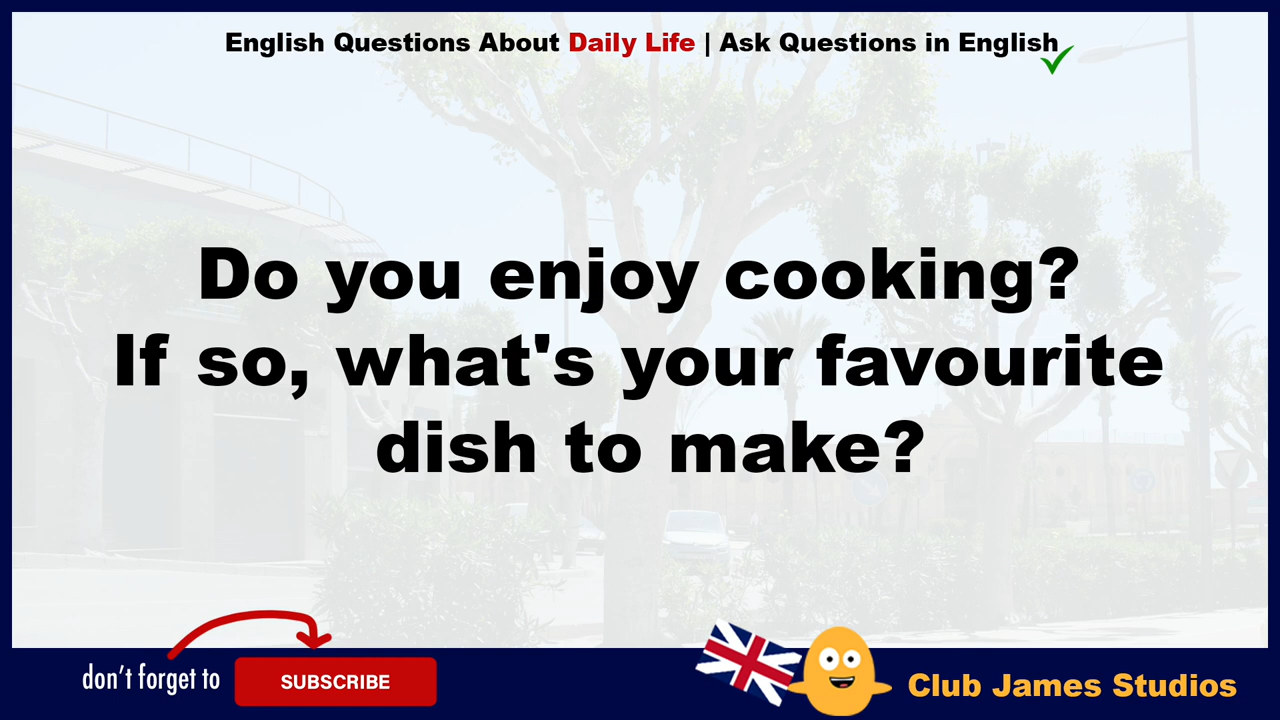 English Questions About Daily Life | Ask Questions in English
Do you enjoy cooking?
If so, what's your favourite
dish to make?
don't forget to
SUBSCRIBE
Club James Studios